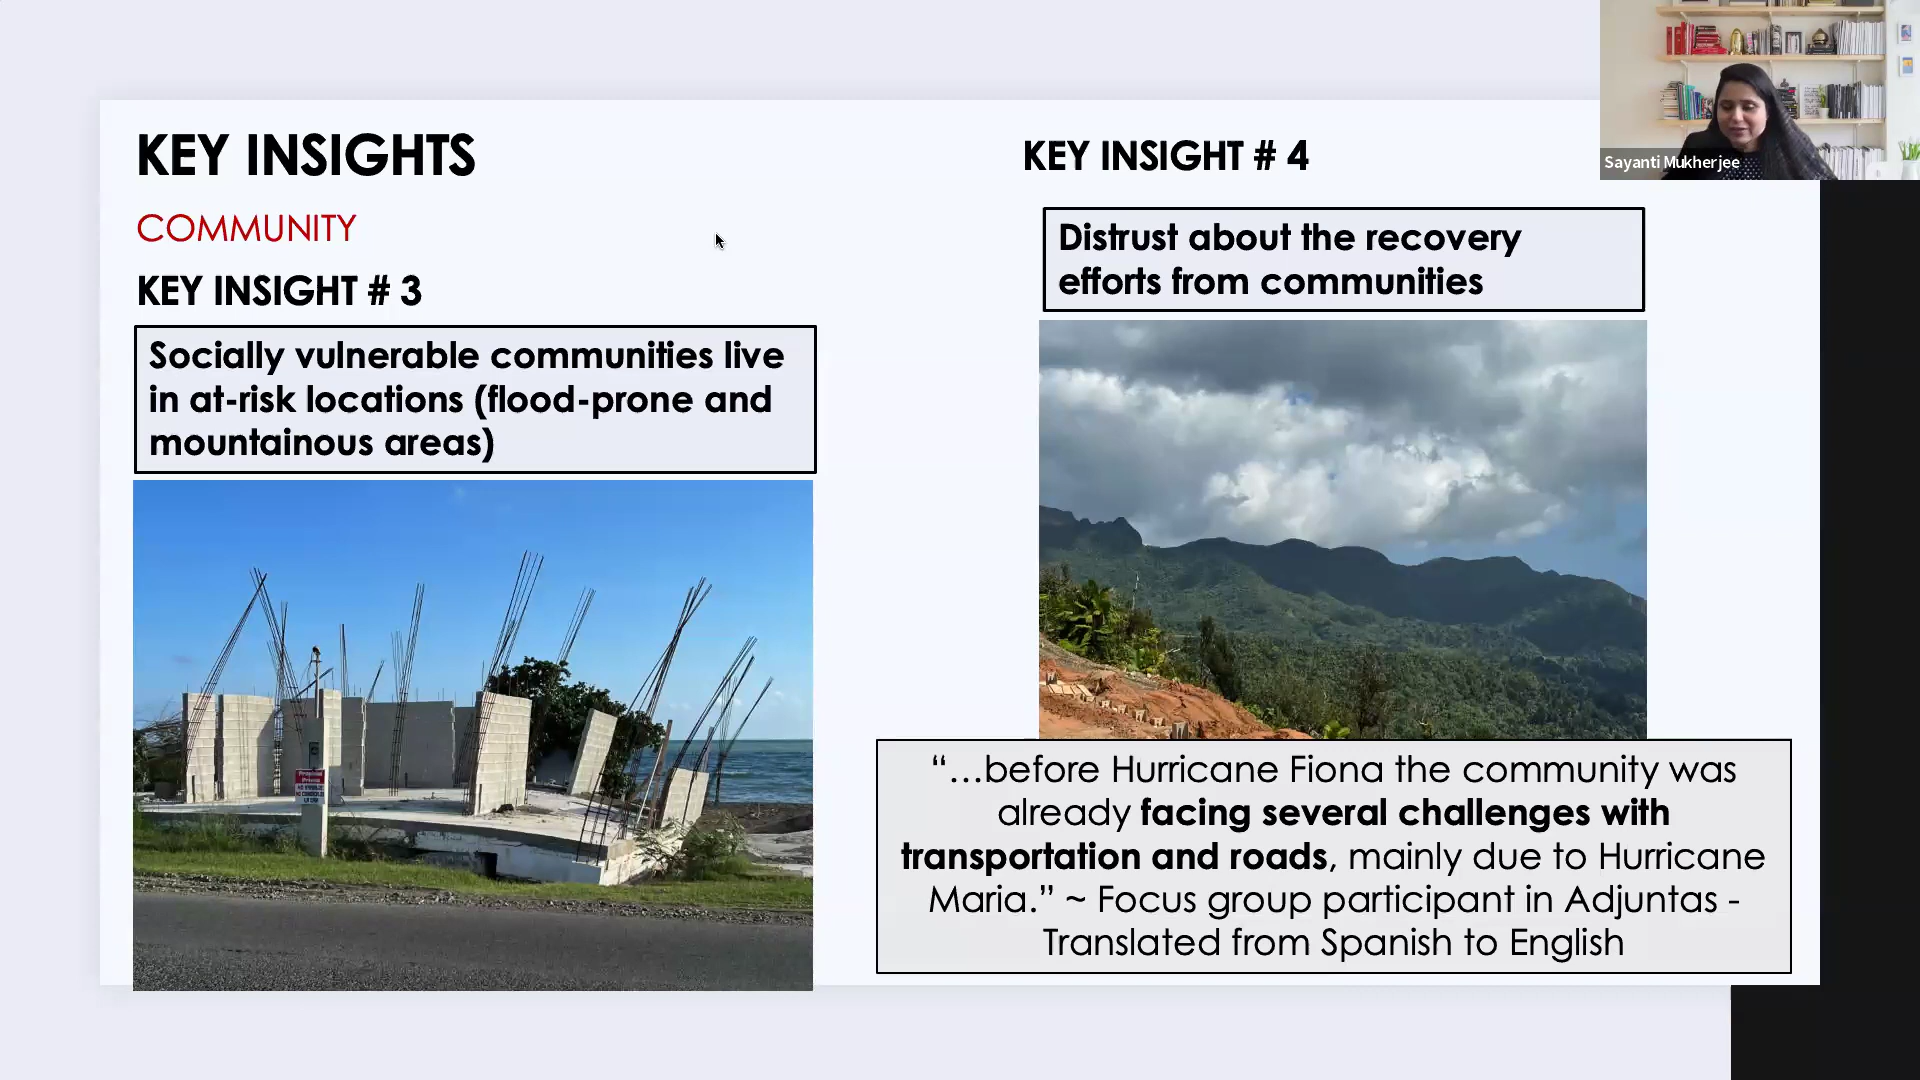 KEY INSIGHTS
COMMUNITY
KEY INSIGHT # 3
Socially vulnerable communities live
in at-risk locations (flood-prone and
mountainous areas)
KEY INSIGHT # 4
Distrust about the recovery
efforts from communities
“…before Hurricane Fiona the community was
already facing several challenges with
transportation and roads, mainly due to Hurricane
Maria.” ~ Focus group participant in Adjuntas -
Translated from Spanish to English
Sayanti Mukherjee